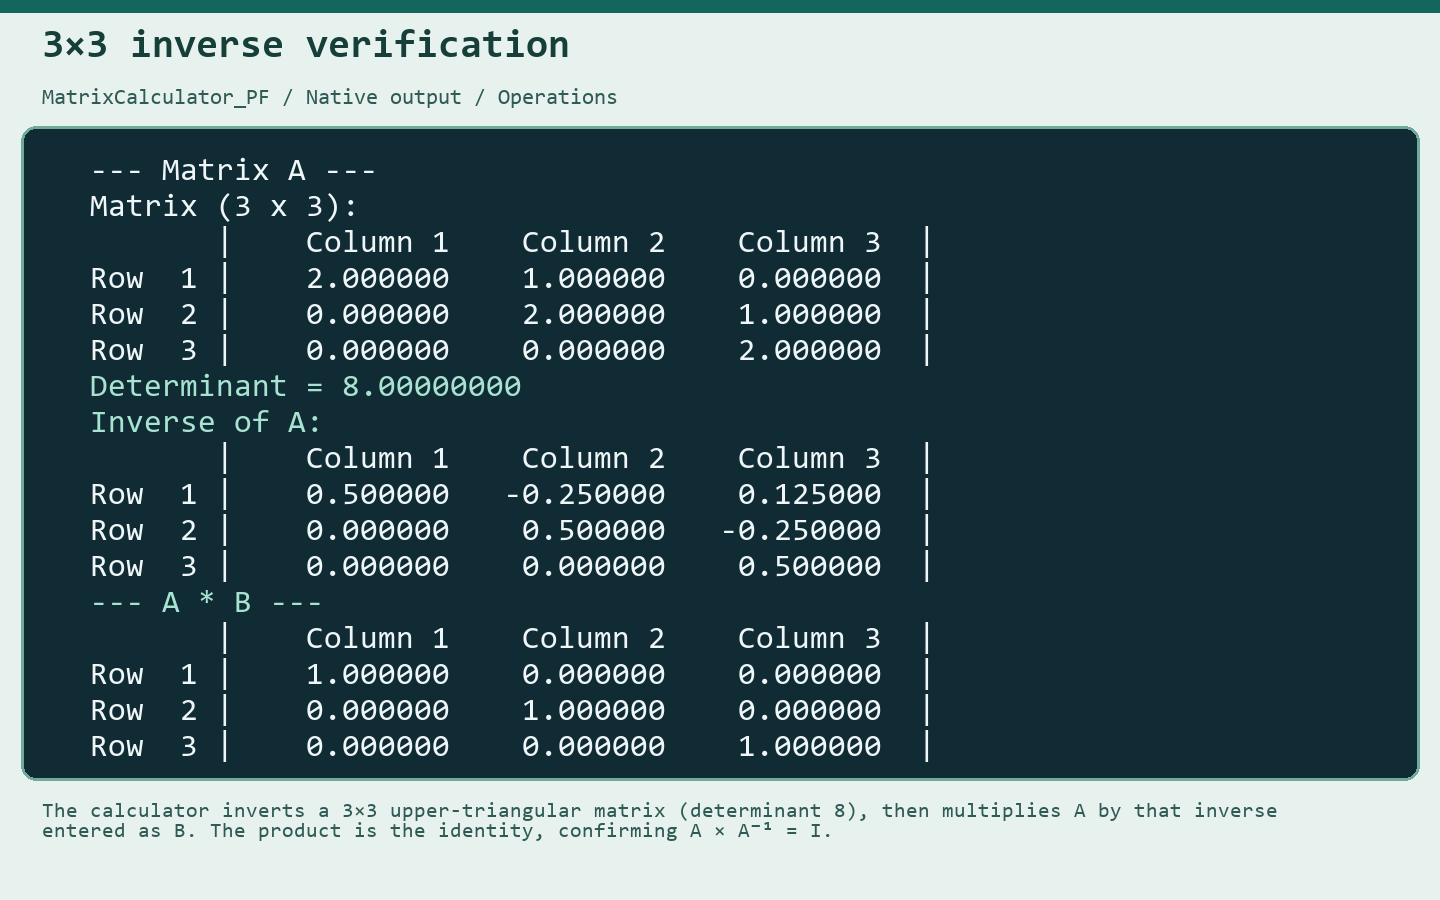 3×3 inverse verification
MatrixCalculator_PF / Native output / Operations
--- Matrix A ---
Matrix (3 x 3):
       |    Column 1    Column 2    Column 3  |
Row  1 |    2.000000    1.000000    0.000000  |
Row  2 |    0.000000    2.000000    1.000000  |
Row  3 |    0.000000    0.000000    2.000000  |
Determinant = 8.00000000
Inverse of A:
       |    Column 1    Column 2    Column 3  |
Row  1 |    0.500000   -0.250000    0.125000  |
Row  2 |    0.000000    0.500000   -0.250000  |
Row  3 |    0.000000    0.000000    0.500000  |
--- A * B ---
       |    Column 1    Column 2    Column 3  |
Row  1 |    1.000000    0.000000    0.000000  |
Row  2 |    0.000000    1.000000    0.000000  |
Row  3 |    0.000000    0.000000    1.000000  |
The calculator inverts a 3×3 upper-triangular matrix (determinant 8), then multiplies A by that inverse
entered as B. The product is the identity, confirming A × A⁻¹ = I.